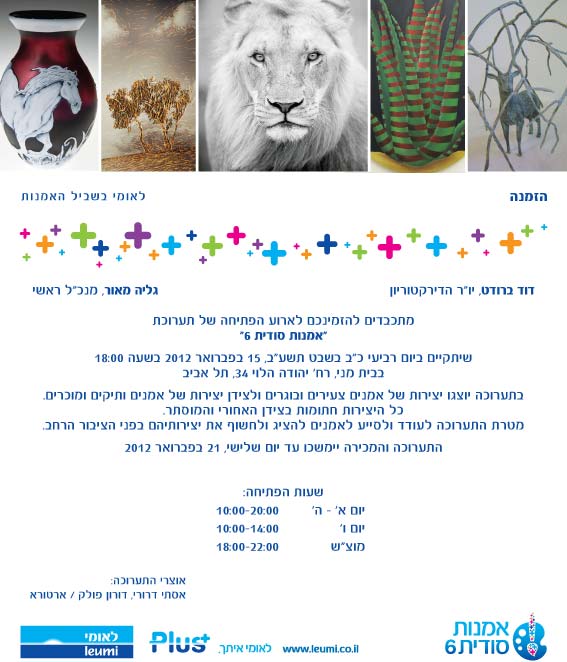 הזמנה
לאומי בשביל האמנות
דוד ברודט, יו"ר הדירקטוריון
גליה מאור, מנכ"ל ראשי
מתכבדים להזמינכם לארוע הפתיחה של תערוכת
"אמנות סודית 6"
שיתקיים ביום רביעי כ"ב בשבט תשע"ב, 15 בפברואר 2012 בשעה 18:00
בבית מני, רח' יהודה הלוי 34, תל אביב
בתערוכה יוצגו יצירות של אמנים צעירים ובוגרים ולצידן יצירות של אמנים ותיקים ומוכרים.
כל היצירות חתומות בצידן האחורי והמוסתר.
מטרת התערוכה לעודד ולסייע לאמנים להציג ולחשוף את יצירותיהם בפני הציבור הרחב.
התערוכה והמכירה יימשכו עד יום שלישי, 21 בפברואר 2012
שעות הפתיחה:
יום א' - ה' 10:00-20:00
יום ו' 10:00-14:00
מוצ"ש 18:00-22:00
אוצרי התערוכה:
אסתי דרורי, דורון פולק / ארטורא
אמנות
סודית 6
www.leumi.co.il
לאומי איתך.
Plus+
לאומי
leumi